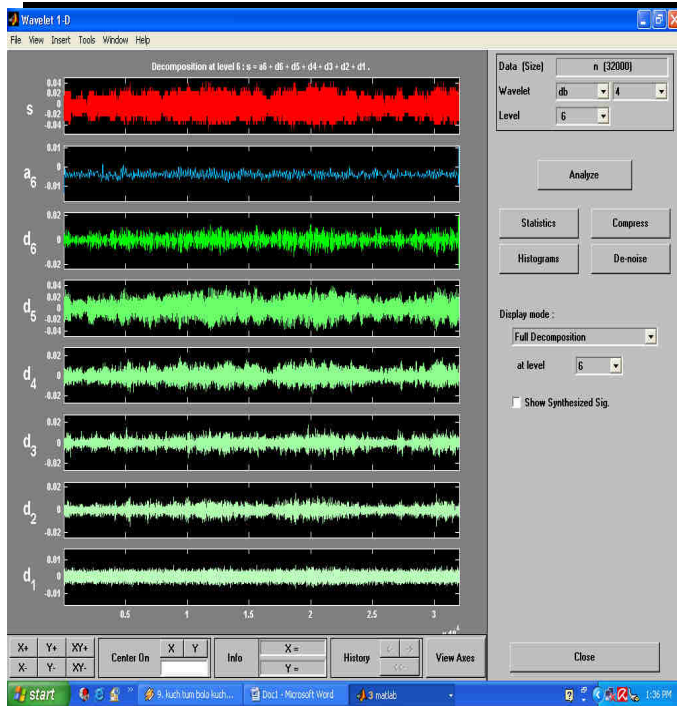 Wavelet 1-D
File View Insert Tools Window Help
Decomposition at level 6 : s = a6 + d6 + d5 + d4 + d3 + d2 + d1 .
s
0.04
0.02
0
-0.02
-0.04
a6
0.01
0
-0.01
d6
0.02
0
-0.02
d5
0.04
0.02
0
-0.02
-0.04
d4
0.02
0
-0.02
d3
0.02
0
-0.02
d2
0.02
0
-0.02
d1
0.01
0
-0.01
0.5 1 1.5 2 2.5 3
Data (Size) n (32000)
Wavelet db 4
Level 6
Analyze
Statistics Compress
Histograms De-noise
Display mode :
Full Decomposition
at level 6
Show Synthesized Sig.
X+ Y+ XY+
X- Y- XY-
Center On X Y
Info X =
Y =
History <- ->
<<-
View Axes
Close
start 9. kuch tum bolo kuch... Doc1 - Microsoft Word 3 matlab 1:36 PM